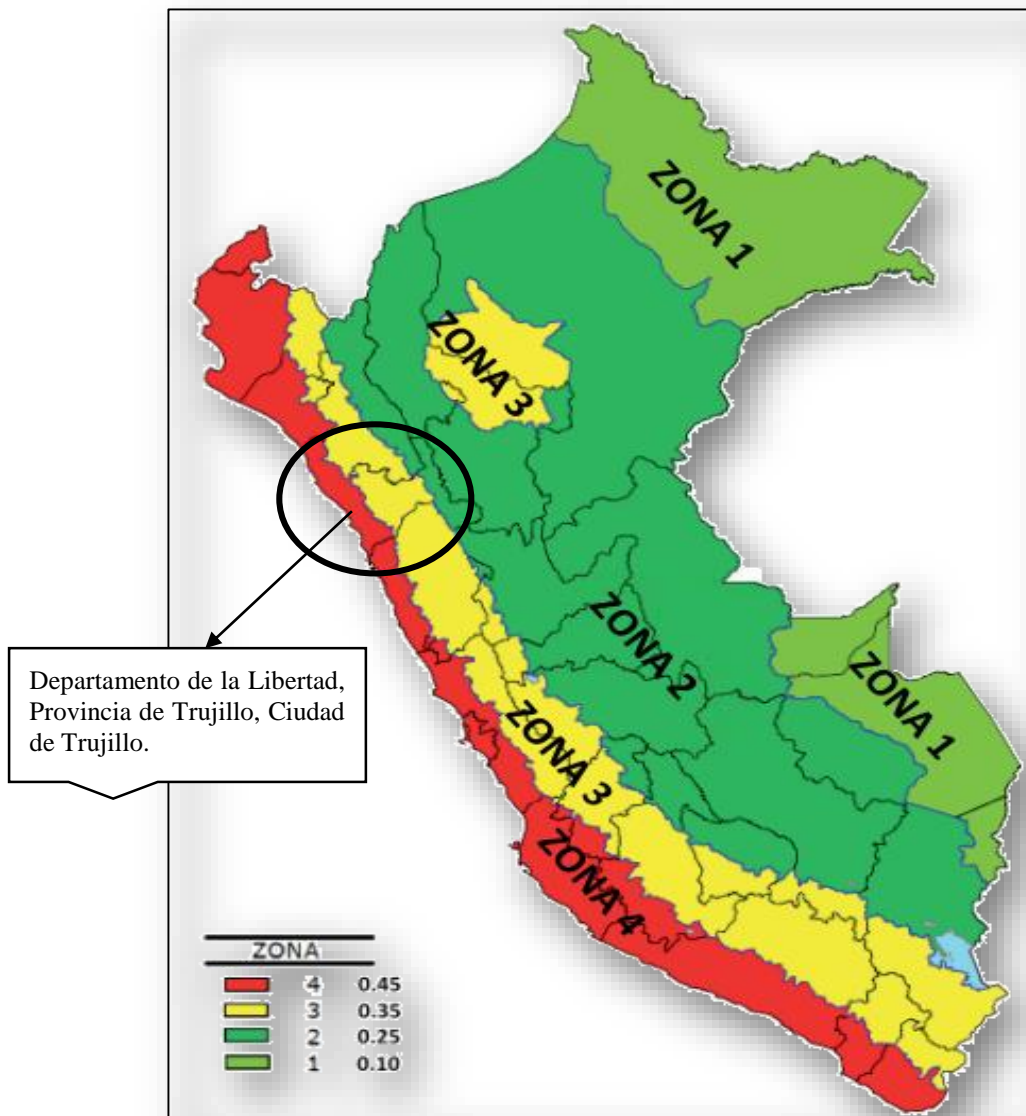 ZONA 1
ZONA 3
Departamento de la Libertad,
Provincia de Trujillo, Ciudad
de Trujillo.
ZONA 2
ZONA 1
ZONA 3
ZONA 4
ZONA
4 0.45
3 0.35
2 0.25
1 0.10